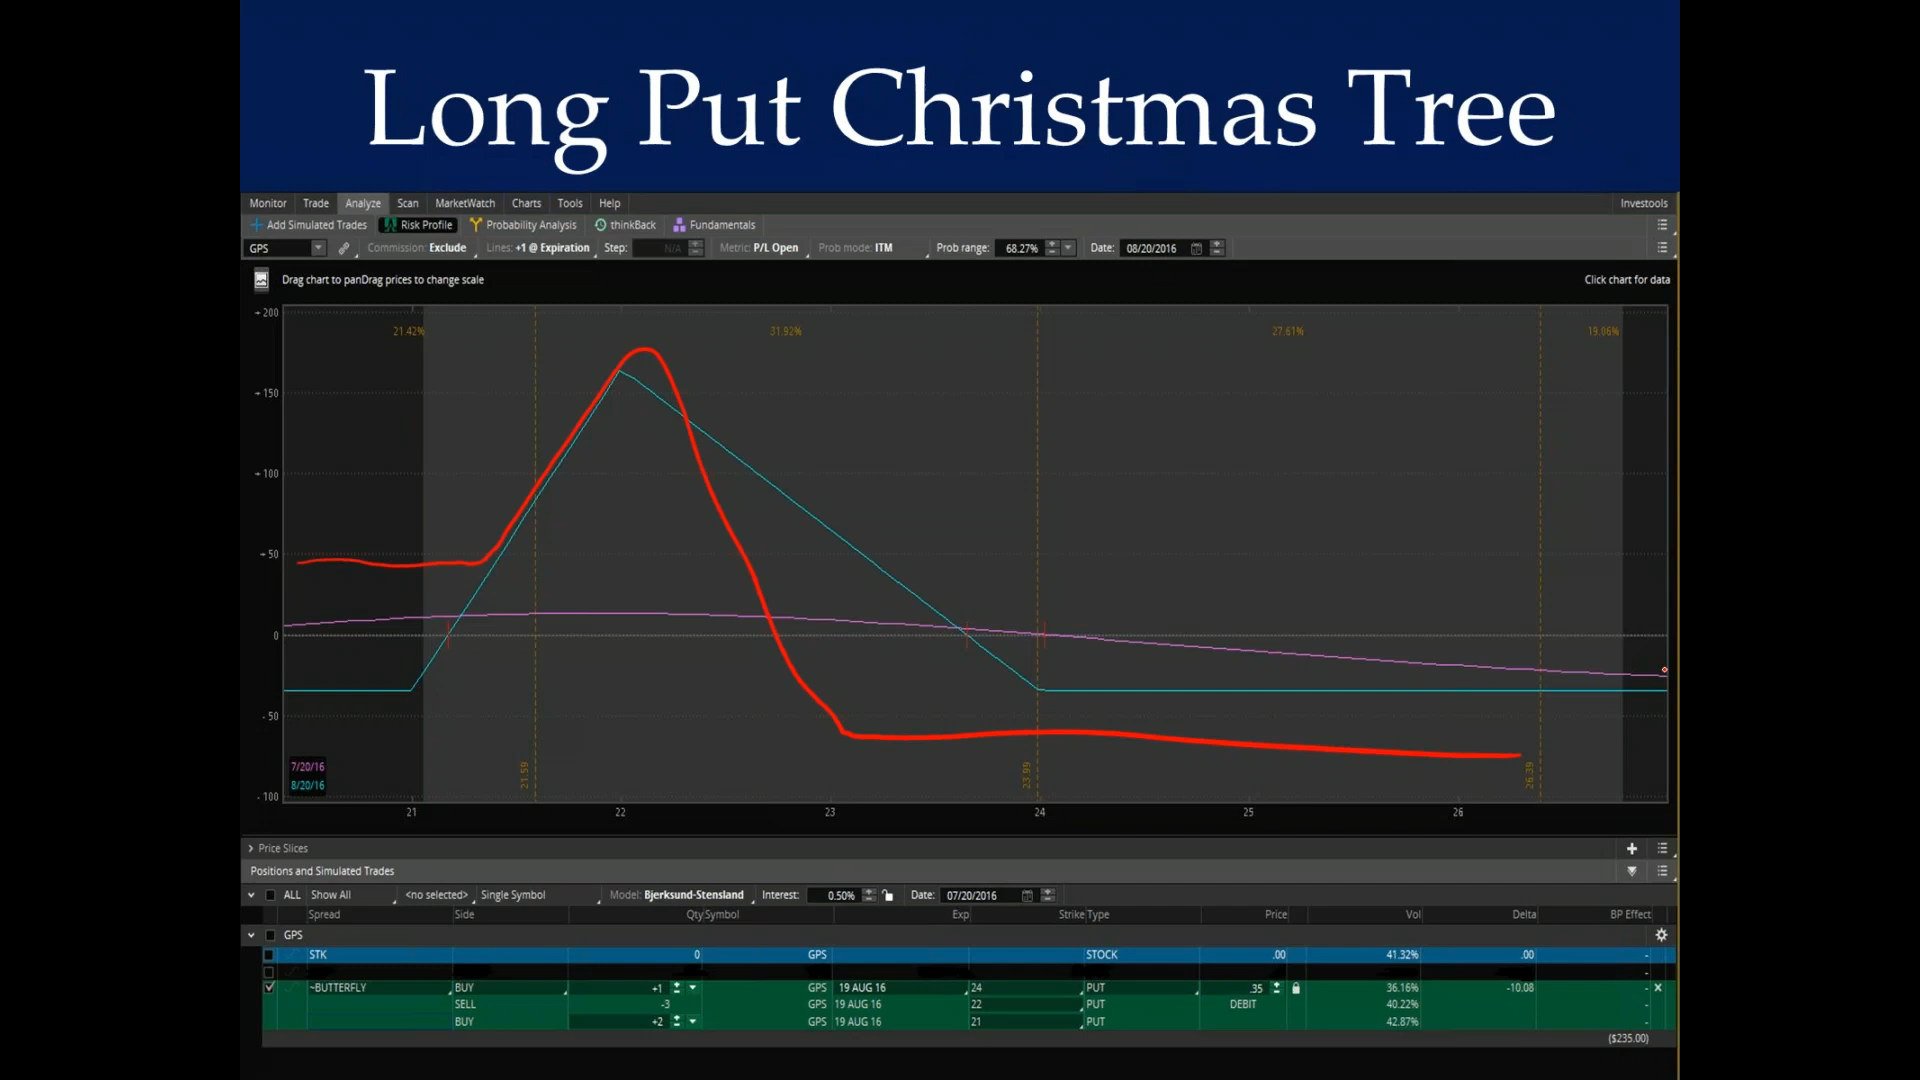 Long Put Christmas Tree
Monitor Trade Analyze Scan MarketWatch Charts Tools Help Investools
Add Simulated Trades Risk Profile Probability Analysis thinkBack Fundamentals
GPS Commission: Exclude Lines: +1 @ Expiration Step: N/A Metric: P/L Open Prob mode: ITM Prob range: 68.27% Date: 08/20/2016
Drag chart to panDrag prices to change scale Click chart for data
+200
21.42% 31.92% 27.61% 19.06%
+150
+100
+50
0
-50
7/20/16
8/20/16
21.59 23.99 26.39
-100
21 22 23 24 25 26
Price Slices
Positions and Simulated Trades
ALL Show All <no selected> Single Symbol Model: Bjerksund-Stensland Interest: 0.50% Date: 07/20/2016
Spread Side Qty Symbol Exp Strike Type Price Vol Delta BP Effect
GPS
STK 0 GPS STOCK .00 41.32% .00 -
-
~BUTTERFLY BUY +1 GPS 19 AUG 16 24 PUT .35 36.16% -10.08 - X
SELL -3 GPS 19 AUG 16 22 PUT DEBIT 40.22% -
BUY +2 GPS 19 AUG 16 21 PUT 42.87% -
($235.00)